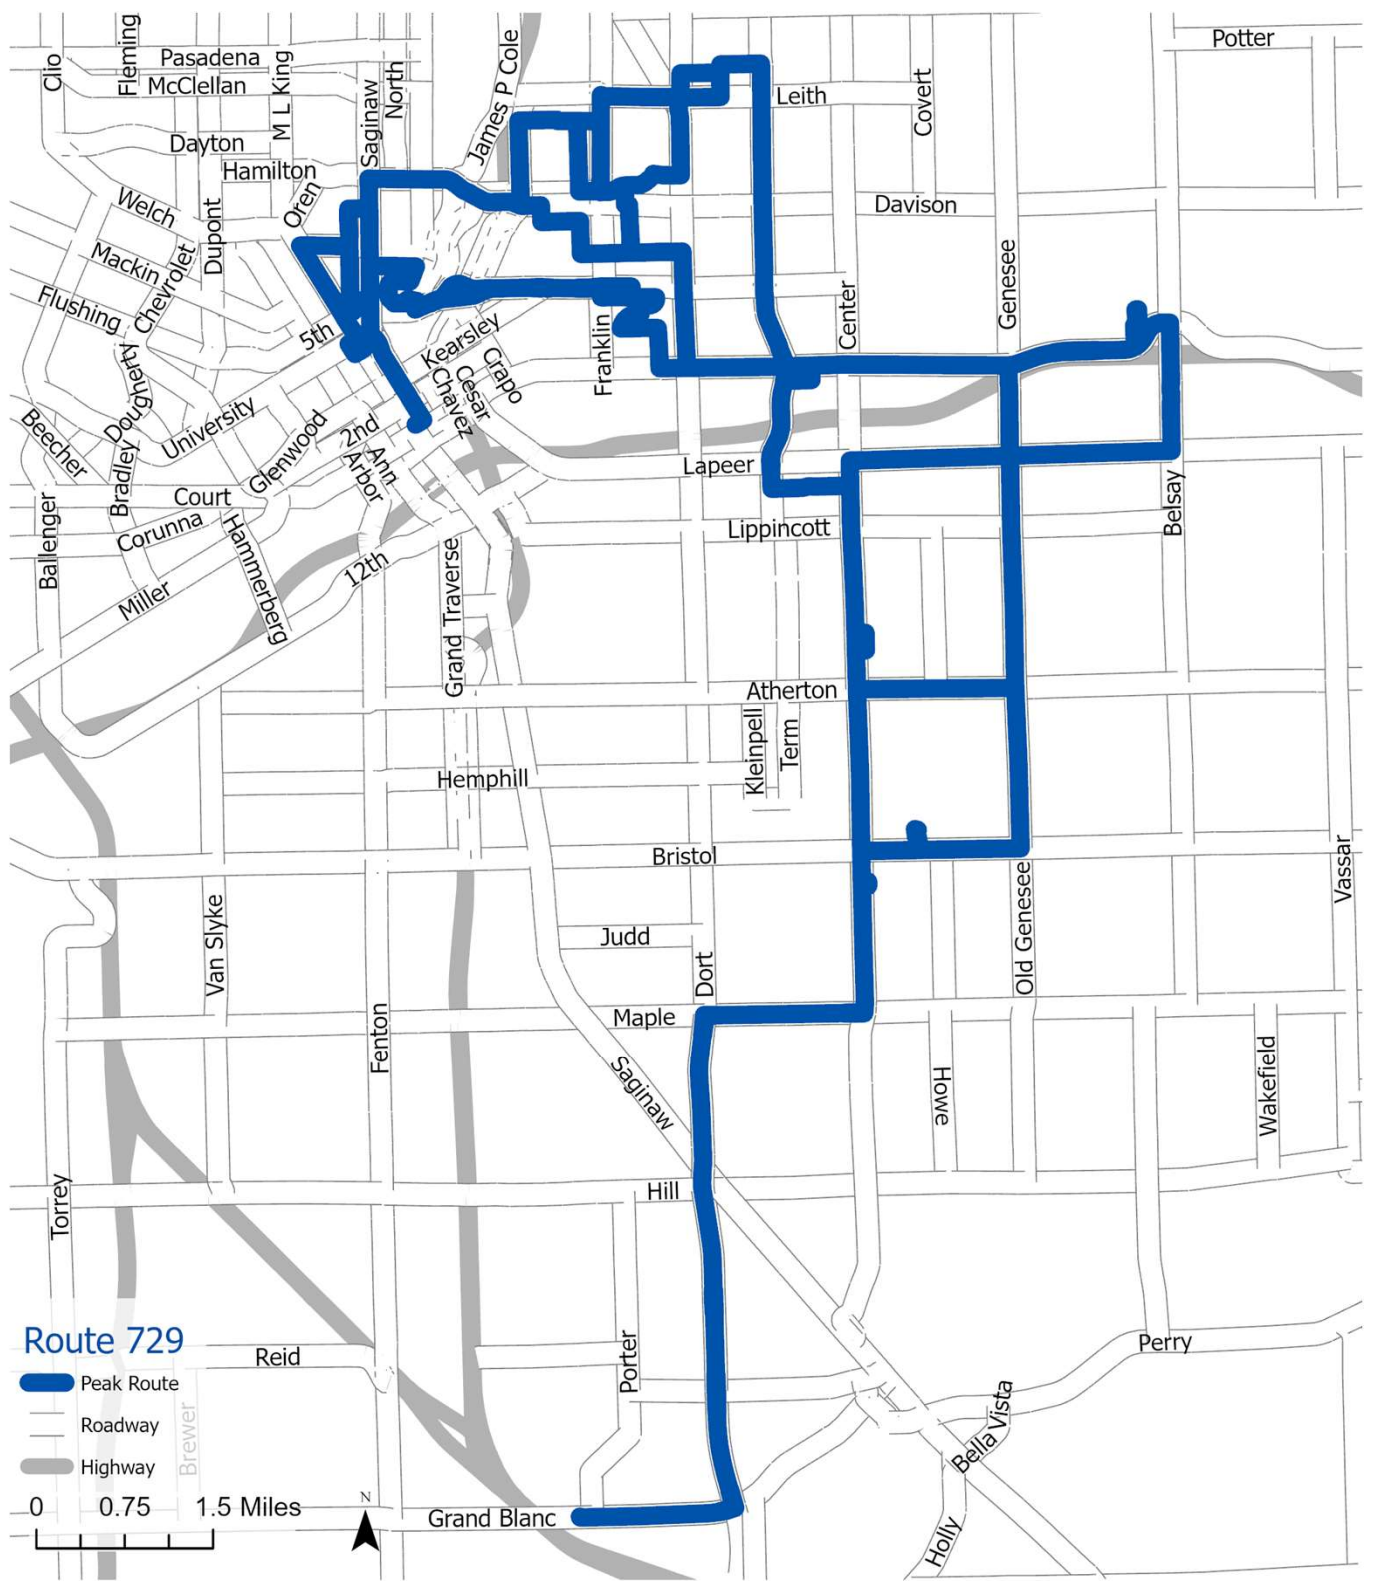 Potter
Pasadena
McClellan
Clio
Fleming
M L King
Saginaw
North
James P Cole
Leith
Covert
Dayton
Hamilton
Oren
Welch
Dupont
Davison
Mackin
Chevrolet
Flushing
5th
Kearsley
Crapo
Cesar
Chavez
Franklin
Center
Genesee
Dougherty
Beecher
Bradley
University
Glenwood
2nd
Ann
Arbor
Court
Corunna
Lapeer
Lippincott
Belsay
Ballenger
Hammerberg
12th
Miller
Grand Traverse
Atherton
Kleinpell
Term
Hemphill
Bristol
Vassar
Van Slyke
Judd
Dort
Old Genesee
Maple
Fenton
Saginaw
Howe
Wakefield
Torrey
Hill
Route 729
Peak Route
Roadway
Highway
Reid
Brewer
Porter
Perry
Bella Vista
0 0.75 1.5 Miles
N
Grand Blanc
Holly